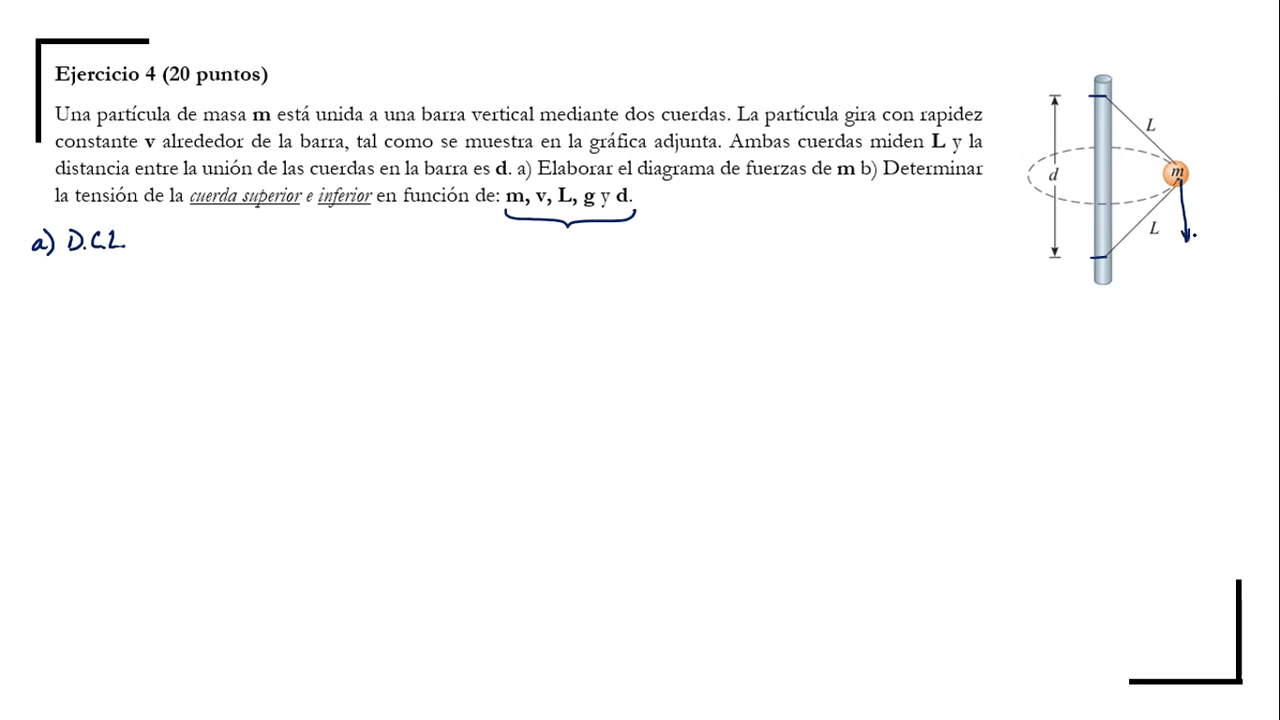 Ejercicio 4 (20 puntos)
Una partícula de masa m está unida a una barra vertical mediante dos cuerdas. La partícula gira con rapidez
constante v alrededor de la barra, tal como se muestra en la gráfica adjunta. Ambas cuerdas miden L y la
distancia entre la unión de las cuerdas en la barra es d. a) Elaborar el diagrama de fuerzas de m b) Determinar
la tensión de la cuerda superior e inferior en función de: m, v, L, g y d.
a) D.C.L.
L
d
m
L